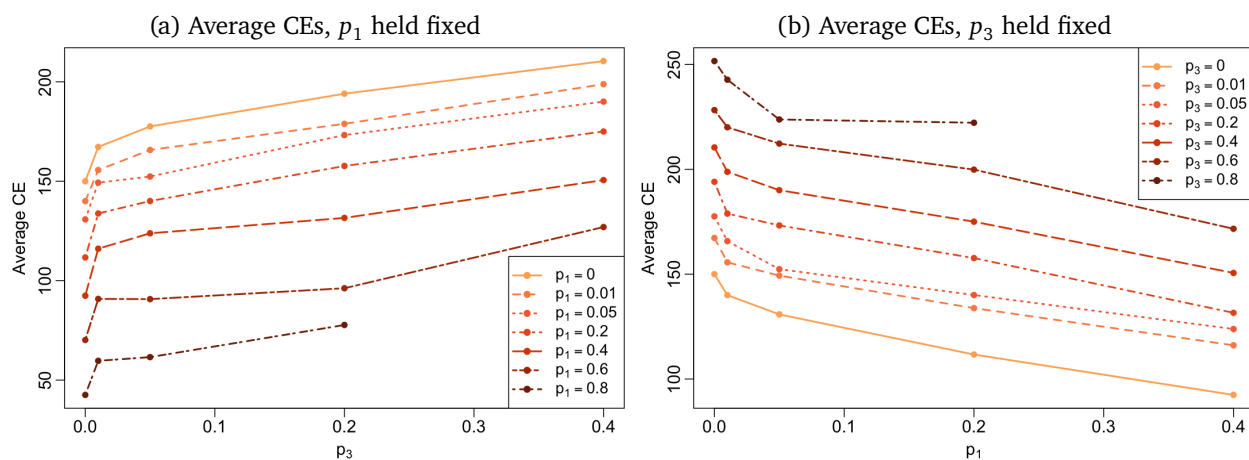 (a) Average CEs, p₁ held fixed
Average CE
50
100
150
200
0.0
0.1
0.2
0.3
0.4
p₃
p₁ = 0
p₁ = 0.01
p₁ = 0.05
p₁ = 0.2
p₁ = 0.4
p₁ = 0.6
p₁ = 0.8
(b) Average CEs, p₃ held fixed
Average CE
100
150
200
250
0.0
0.1
0.2
0.3
0.4
p₁
p₃ = 0
p₃ = 0.01
p₃ = 0.05
p₃ = 0.2
p₃ = 0.4
p₃ = 0.6
p₃ = 0.8